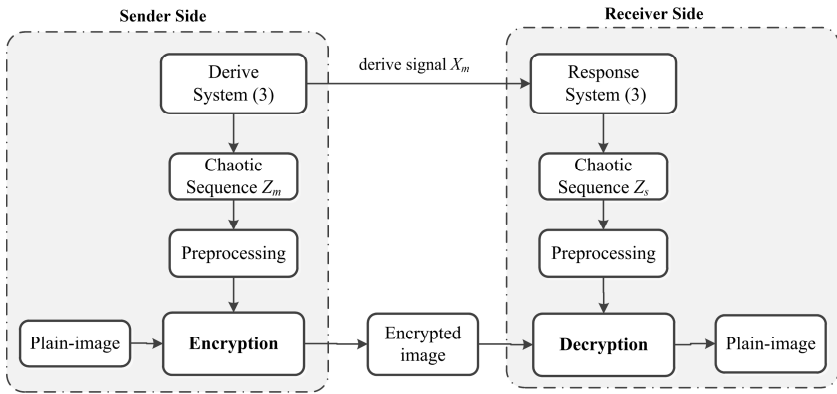 Sender Side
Receiver Side
Derive
System (3)
derive signal Xₘ
Response
System (3)
Chaotic
Sequence Zₘ
Chaotic
Sequence Zₛ
Preprocessing
Preprocessing
Plain-image
Encryption
Encrypted
image
Decryption
Plain-image